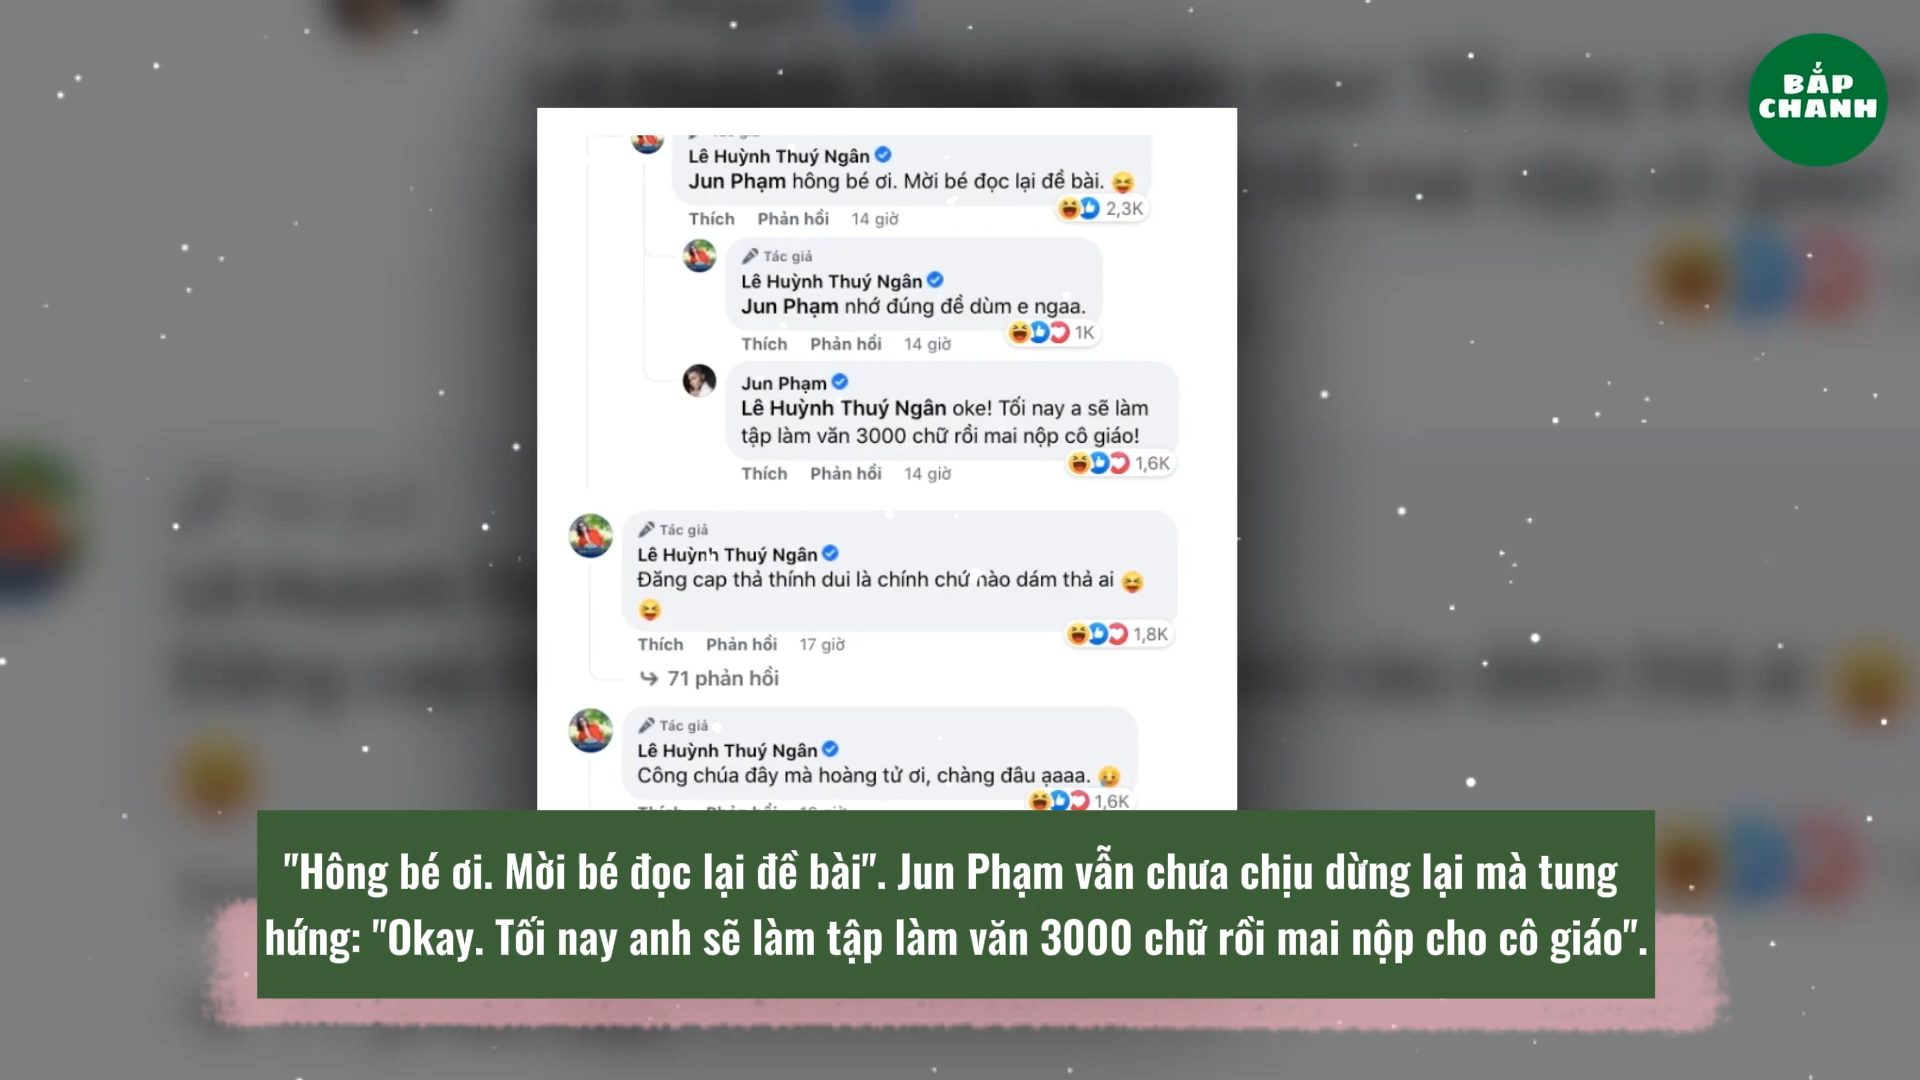 BẮP
CHANH
Lê Huỳnh Thuý Ngân
Jun Phạm hông bé ơi. Mời bé đọc lại đề bài. 😝
Thích Phản hồi 14 giờ 2,3K
Tác giả
Lê Huỳnh Thuý Ngân
Jun Phạm nhớ đúng đề dùm e ngaa.
Thích Phản hồi 14 giờ 1K
Jun Phạm
Lê Huỳnh Thuý Ngân oke! Tối nay a sẽ làm
tập làm văn 3000 chữ rồi mai nộp cô giáo!
Thích Phản hồi 14 giờ 1,6K
Tác giả
Lê Huỳnh Thuý Ngân
Đăng cap thả thính dui là chính chứ nào dám thả ai 😝
😝
Thích Phản hồi 17 giờ 1,8K
71 phản hồi
Tác giả
Lê Huỳnh Thuý Ngân
Công chúa đây mà hoàng tử ơi, chàng đâu ạaaa. 😢
1,6K
"Hông bé ơi. Mời bé đọc lại đề bài". Jun Phạm vẫn chưa chịu dừng lại mà tung
hứng: "Okay. Tối nay anh sẽ làm tập làm văn 3000 chữ rồi mai nộp cho cô giáo".